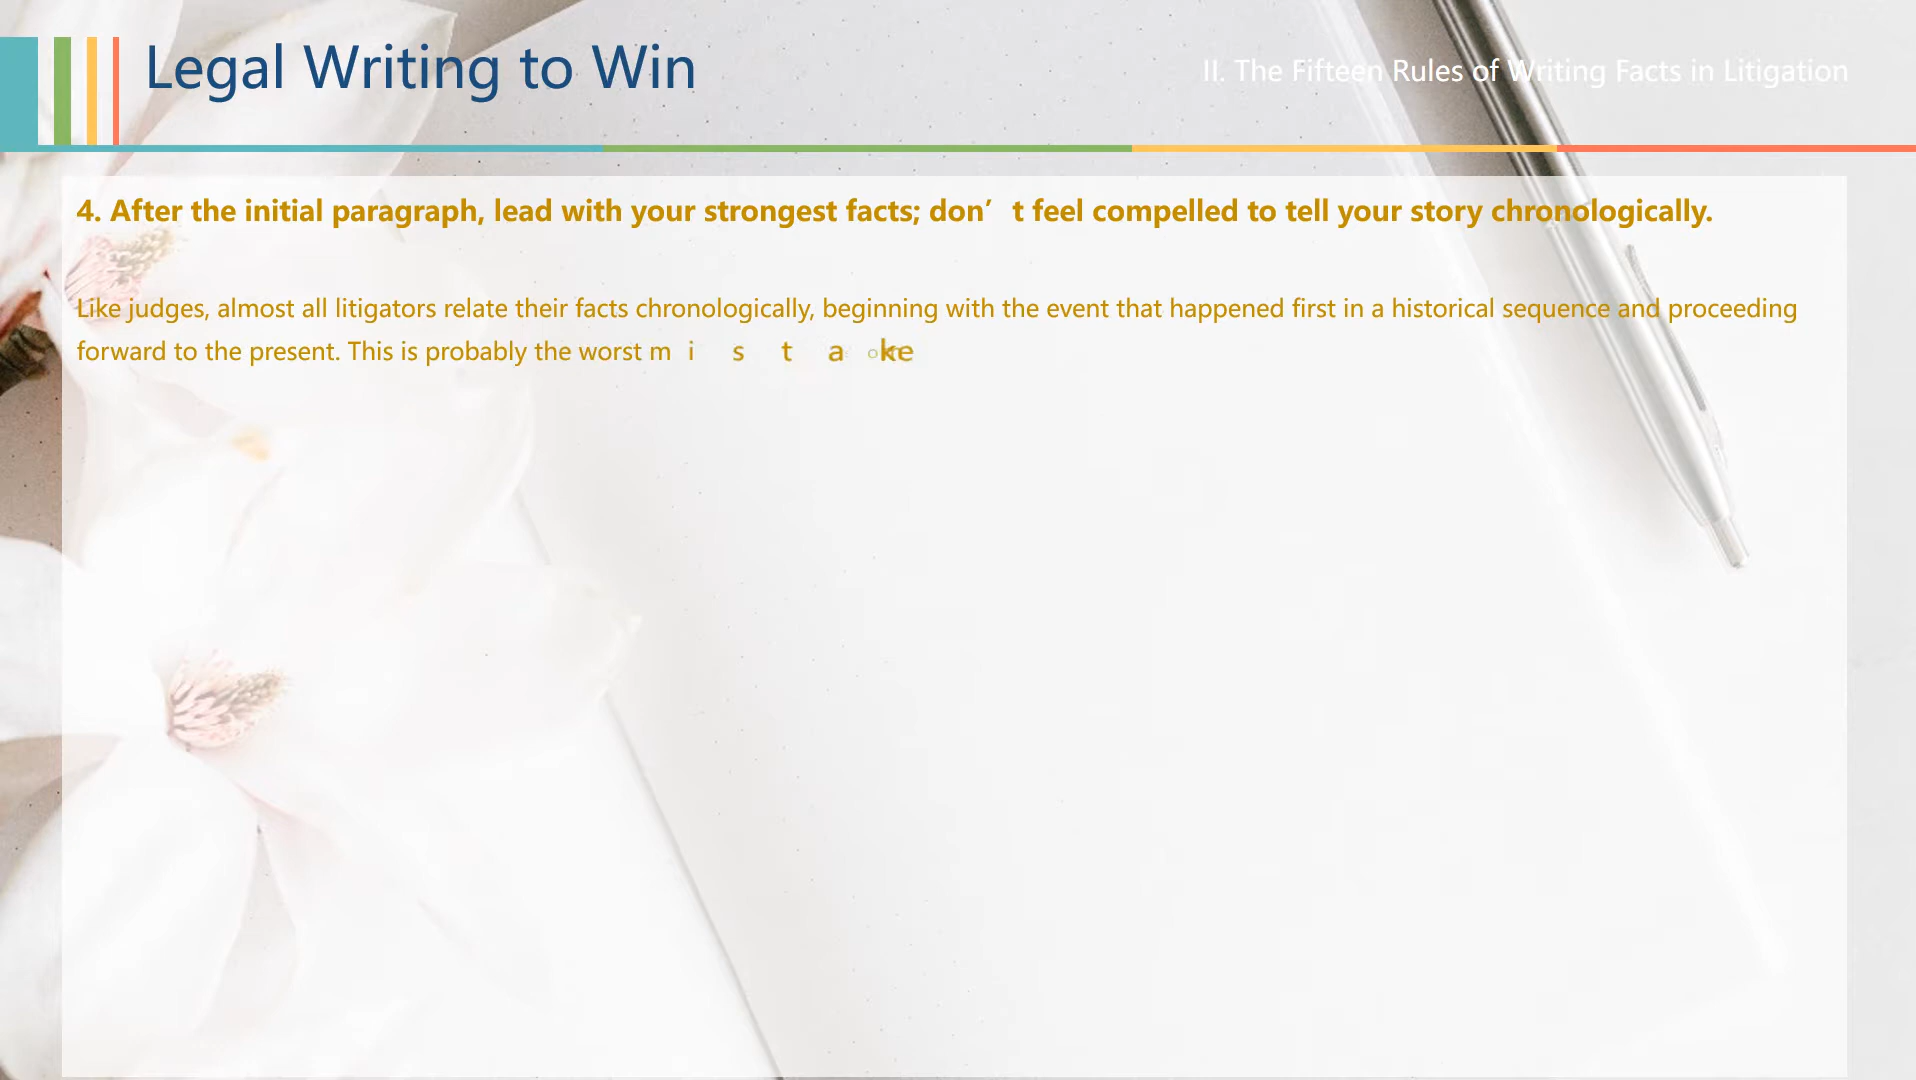 Legal Writing to Win
II. The Fifteen Rules of Writing Facts in Litigation
4. After the initial paragraph, lead with your strongest facts; don’t feel compelled to tell your story chronologically.
Like judges, almost all litigators relate their facts chronologically, beginning with the event that happened first in a historical sequence and proceeding
forward to the present. This is probably the worst mistake